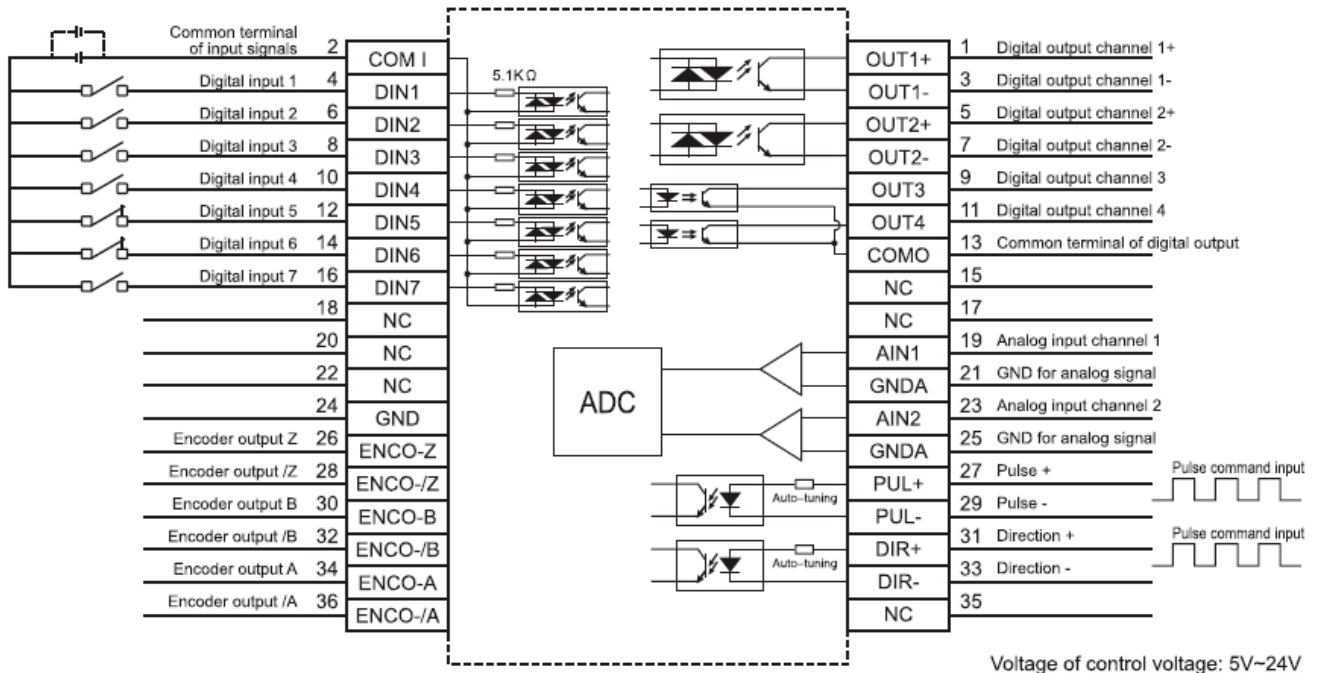 Common terminal
of input signals
2
COM I
Digital input 1
4
DIN1
Digital input 2
6
DIN2
Digital input 3
8
DIN3
Digital input 4
10
DIN4
Digital input 5
12
DIN5
Digital input 6
14
DIN6
Digital input 7
16
DIN7
18
NC
20
NC
22
NC
24
GND
Encoder output Z
26
ENCO-Z
Encoder output /Z
28
ENCO-/Z
Encoder output B
30
ENCO-B
Encoder output /B
32
ENCO-/B
Encoder output A
34
ENCO-A
Encoder output /A
36
ENCO-/A
5.1KΩ
ADC
Auto-tuning
Auto-tuning
OUT1+
1
Digital output channel 1+
OUT1-
3
Digital output channel 1-
OUT2+
5
Digital output channel 2+
OUT2-
7
Digital output channel 2-
OUT3
9
Digital output channel 3
OUT4
11
Digital output channel 4
COMO
13
Common terminal of digital output
NC
15
NC
17
AIN1
19
Analog input channel 1
GNDA
21
GND for analog signal
AIN2
23
Analog input channel 2
GNDA
25
GND for analog signal
PUL+
27
Pulse +
Pulse command input
PUL-
29
Pulse -
DIR+
31
Direction +
Pulse command input
DIR-
33
Direction -
NC
35
Voltage of control voltage: 5V~24V